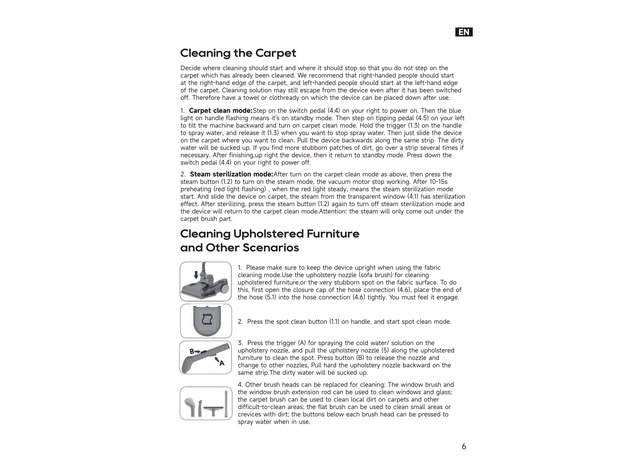 EN
Cleaning the Carpet
Decide where cleaning should start and where it should stop so that you do not step on the
carpet which has already been cleaned. We recommend that right-handed people should start
at the right-hand edge of the carpet, and left-handed people should start at the left-hand edge
of the carpet. Cleaning solution may still escape from the device even after it has been switched
off. Therefore have a towel or clothready on which the device can be placed down after use.
1. Carpet clean mode:Step on the switch pedal (4.4) on your right to power on. Then the blue
light on handle flashing means it's on standby mode. Then step on tipping pedal (4.5) on your left
to tilt the machine backward and turn on carpet clean mode. Hold the trigger (1.3) on the handle
to spray water, and release it (1.3) when you want to stop spray water. Then just slide the device
on the carpet where you want to clean. Pull the device backwards along the same strip. The dirty
water will be sucked up. If you find more stubborn patches of dirt, go over a strip several times if
necessary. After finishing,up right the device, then it return to standby mode. Press down the
switch pedal (4.4) on your right to power off.
2. Steam sterilization mode:After turn on the carpet clean mode as above, then press the
steam button (1.2) to turn on the steam mode, the vacuum motor stop working. After 10-15s
preheating (red light flashing) , when the red light steady, means the steam sterilization mode
start. And slide the device on the carpet, the steam from the transparent window (4.1) has sterilization
effect. After sterilizing, press the steam button (1.2) again to turn off steam sterilization mode and
the device will return to the carpet clean mode.Attention: the steam will only come out under the
carpet brush part.
Cleaning Upholstered Furniture
and Other Scenarios
1. Please make sure to keep the device upright when using the fabric
cleaning mode.Use the upholstery nozzle (sofa brush) for cleaning
upholstered furniture,or the very stubborn spot on the fabric surface. To do
this, first open the closure cap of the hose connection (4.6), place the end of
the hose (5.1) into the hose connection (4.6) tightly. You must feel it engage.
2. Press the spot clean button (1.1) on handle, and start spot clean mode.
B
A
3. Press the trigger (A) for spraying the cold water/ solution on the
upholstery nozzle, and pull the upholstery nozzle (5) along the upholstered
furniture to clean the spot. Press button (B) to release the nozzle and
change to other nozzles, Pull hard the upholstery nozzle backward on the
same strip.The dirty water will be sucked up.
4. Other brush heads can be replaced for cleaning: The window brush and
the window brush extension rod can be used to clean windows and glass;
the carpet brush can be used to clean local dirt on carpets and other
difficult-to-clean areas; the flat brush can be used to clean small areas or
crevices with dirt; the buttons below each brush head can be pressed to
spray water when in use.
6